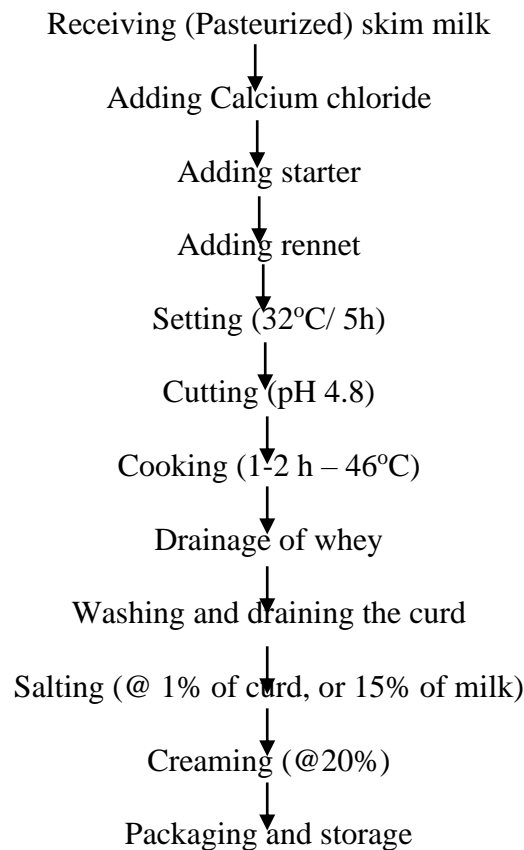 Receiving (Pasteurized) skim milk
Adding Calcium chloride
Adding starter
Adding rennet
Setting (32ºC/ 5h)
Cutting (pH 4.8)
Cooking (1-2 h – 46ºC)
Drainage of whey
Washing and draining the curd
Salting (@ 1% of curd, or 15% of milk)
Creaming (@20%)
Packaging and storage